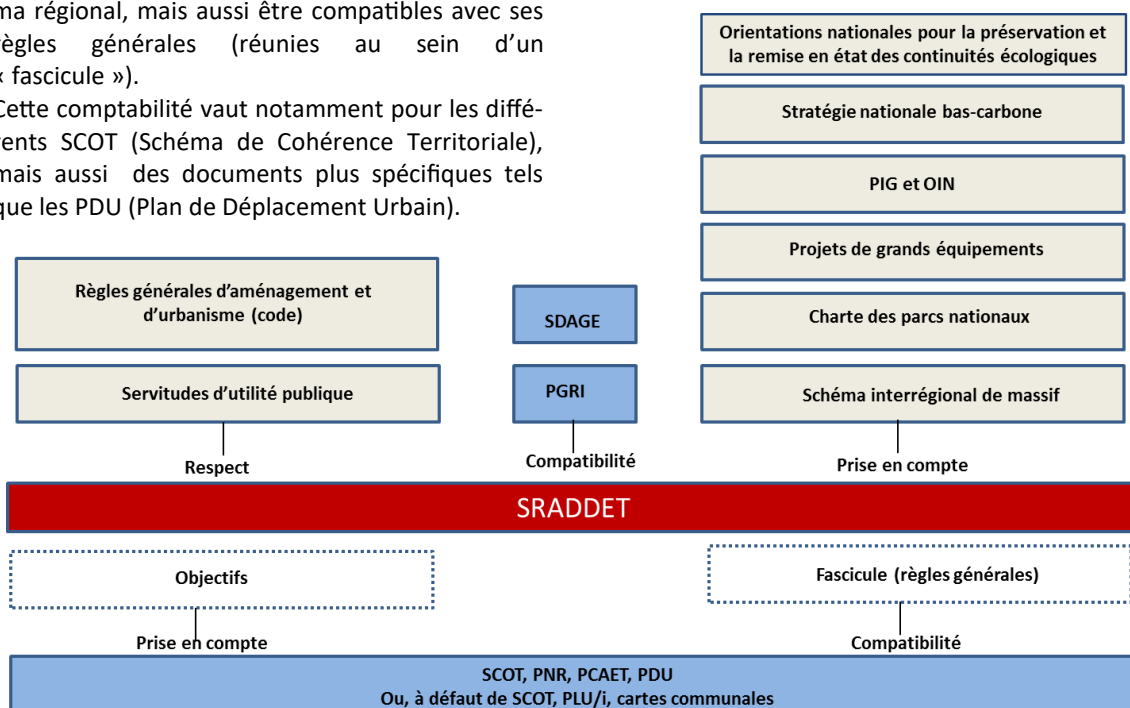 ma régional, mais aussi être compatibles avec ses
règles générales (réunies au sein d’un
« fascicule »).
Cette comptabilité vaut notamment pour les diffé-
rents SCOT (Schéma de Cohérence Territoriale),
mais aussi des documents plus spécifiques tels
que les PDU (Plan de Déplacement Urbain).
Orientations nationales pour la préservation et
la remise en état des continuités écologiques
Stratégie nationale bas-carbone
PIG et OIN
Projets de grands équipements
Règles générales d’aménagement et
d’urbanisme (code)
SDAGE
Charte des parcs nationaux
Servitudes d’utilité publique
PGRI
Schéma interrégional de massif
Respect
Compatibilité
Prise en compte
SRADDET
Objectifs
Fascicule (règles générales)
Prise en compte
Compatibilité
SCOT, PNR, PCAET, PDU
Ou, à défaut de SCOT, PLU/i, cartes communales